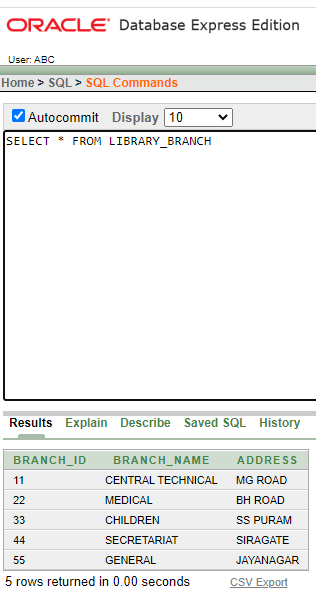 ORACLE® Database Express Edition
User: ABC
Home > SQL > SQL Commands
Autocommit Display 10
SELECT * FROM LIBRARY_BRANCH
Results Explain Describe Saved SQL History
BRANCH_ID BRANCH_NAME ADDRESS
11 CENTRAL TECHNICAL MG ROAD
22 MEDICAL BH ROAD
33 CHILDREN SS PURAM
44 SECRETARIAT SIRAGATE
55 GENERAL JAYANAGAR
5 rows returned in 0.00 seconds CSV Export